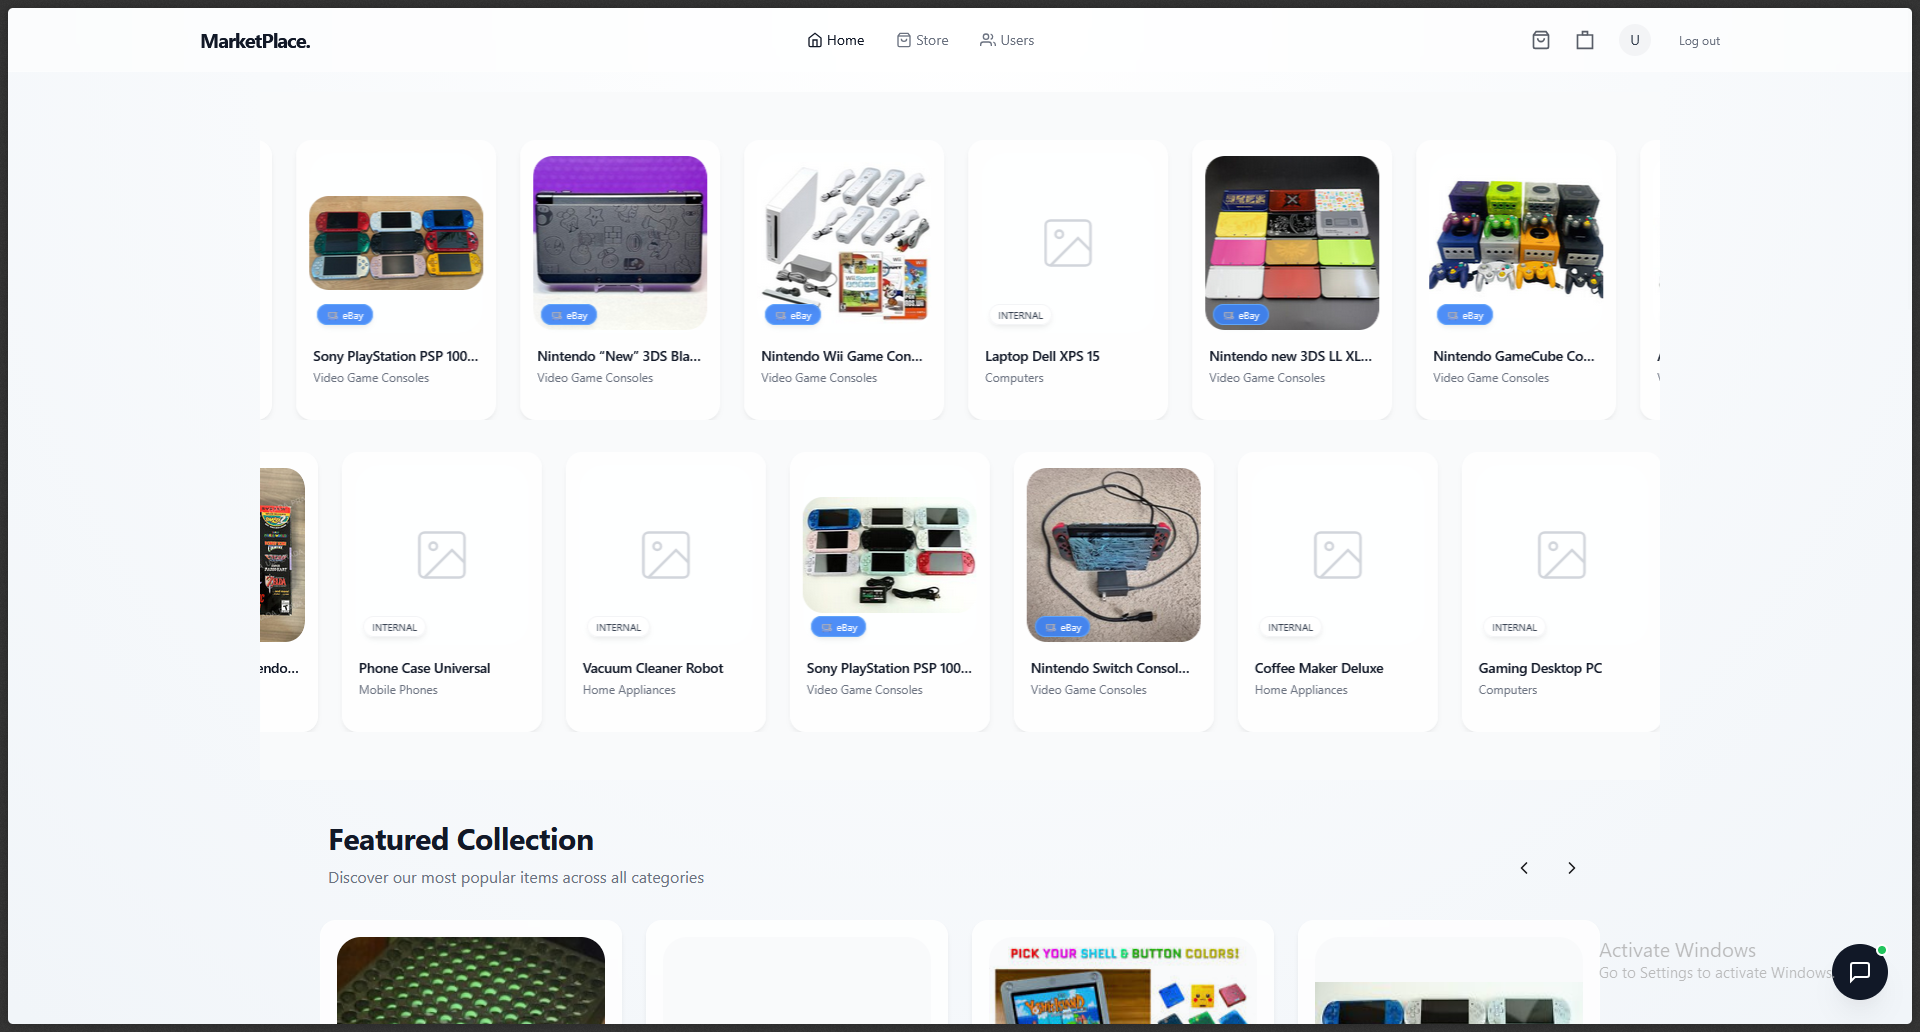 MarketPlace.
Home
Store
Users
U
Log out
eBay
Sony PlayStation PSP 100...
Video Game Consoles
eBay
Nintendo “New” 3DS Bla...
Video Game Consoles
eBay
Nintendo Wii Game Con...
Video Game Consoles
INTERNAL
Laptop Dell XPS 15
Computers
eBay
Nintendo new 3DS LL XL...
Video Game Consoles
eBay
Nintendo GameCube Co...
Video Game Consoles
endo...
INTERNAL
Phone Case Universal
Mobile Phones
INTERNAL
Vacuum Cleaner Robot
Home Appliances
eBay
Sony PlayStation PSP 100...
Video Game Consoles
eBay
Nintendo Switch Consol...
Video Game Consoles
INTERNAL
Coffee Maker Deluxe
Home Appliances
INTERNAL
Gaming Desktop PC
Computers
Featured Collection
Discover our most popular items across all categories
PICK YOUR SHELL & BUTTON COLORS!
Activate Windows
Go to Settings to activate Windows.